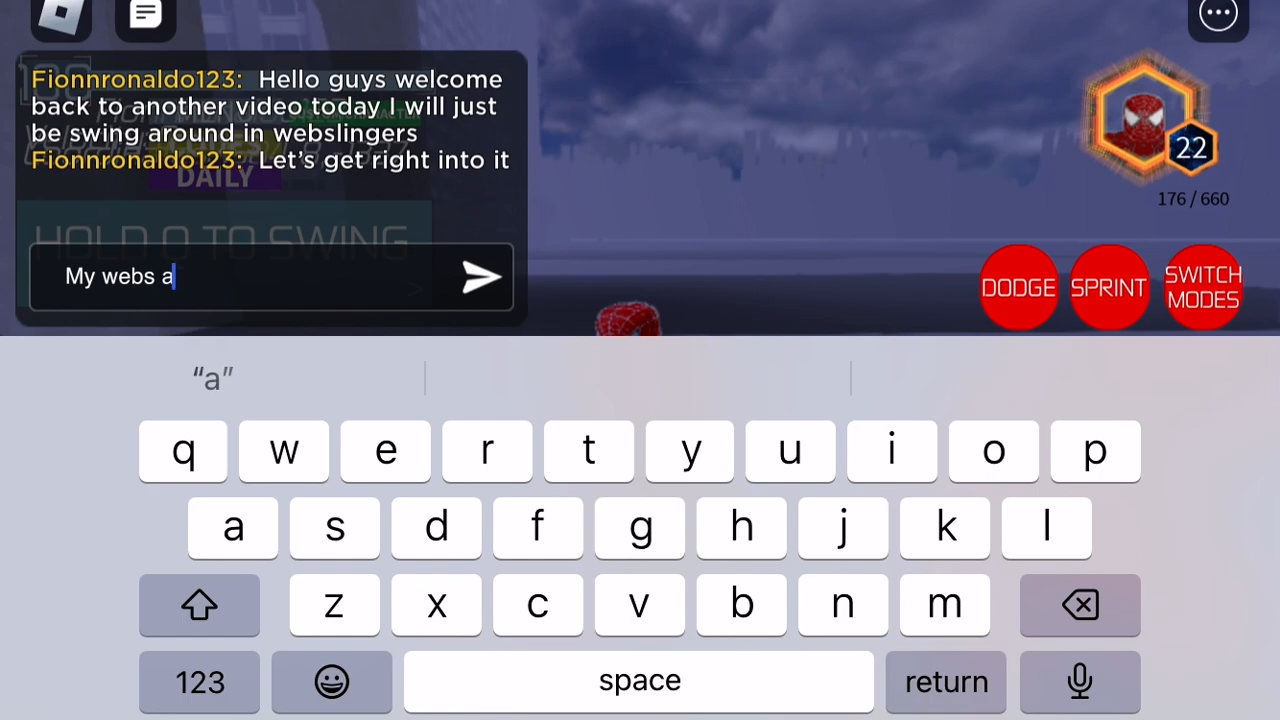 Fionnronaldo123: Hello guys welcome
back to another video today I will just
be swing around in webslingers
Fionnronaldo123: Let's get right into it
DAILY
HOLD Q TO SWING
My webs a
>
22
176 / 660
DODGE
SPRINT
SWITCH
MODES
“a”
q w e r t y u i o p
a s d f g h j k l
z x c v b n m
123
space
return